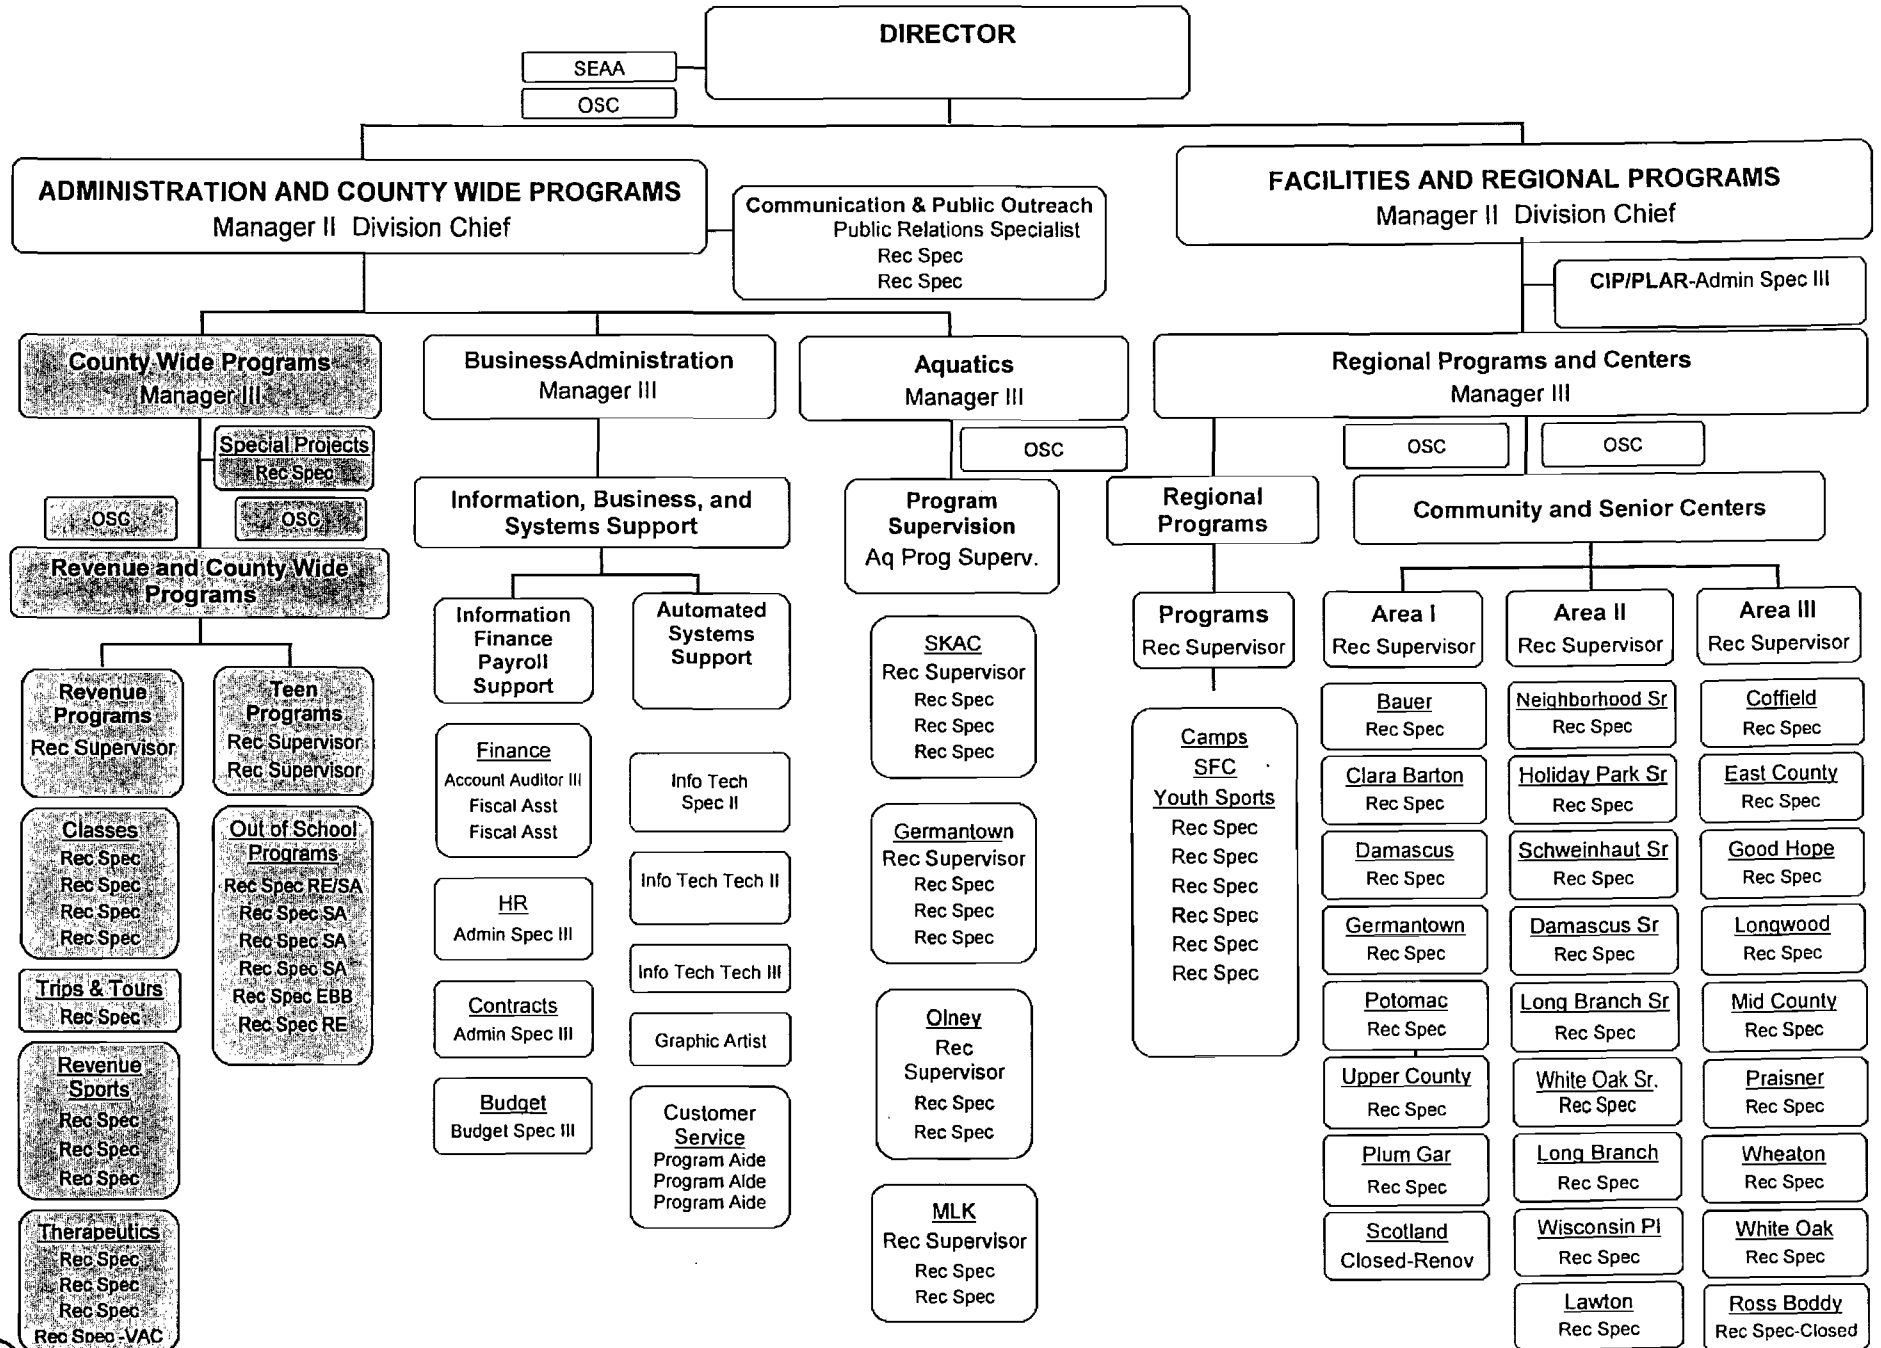 DIRECTOR
SEAA
OSC
ADMINISTRATION AND COUNTY WIDE PROGRAMS
Manager II Division Chief
Communication & Public Outreach
Public Relations Specialist
Rec Spec
Rec Spec
FACILITIES AND REGIONAL PROGRAMS
Manager II Division Chief
CIP/PLAR-Admin Spec III
County Wide Programs
Manager III
Special Projects
Rec Spec
OSC
OSC
Revenue and County Wide
Programs
Revenue
Programs
Rec Supervisor
Classes
Rec Spec
Rec Spec
Rec Spec
Rec Spec
Trips & Tours
Rec Spec
Revenue
Sports
Rec Spec
Rec Spec
Rec Spec
Therapeutics
Rec Spec
Rec Spec
Rec Spec
Rec Spec -VAC
Teen
Programs
Rec Supervisor
Rec Supervisor
Out of School
Programs
Rec Spec RE/SA
Rec Spec SA
Rec Spec SA
Rec Spec SA
Rec Spec EBB
Rec Spec RE
BusinessAdministration
Manager III
Information, Business, and
Systems Support
Information
Finance
Payroll
Support
Finance
Account Auditor III
Fiscal Asst
Fiscal Asst
HR
Admin Spec III
Contracts
Admin Spec III
Budget
Budget Spec III
Automated
Systems
Support
Info Tech
Spec II
Info Tech Tech II
Info Tech Tech III
Graphic Artist
Customer
Service
Program Aide
Program Aide
Program Aide
Aquatics
Manager III
OSC
Program
Supervision
Aq Prog Superv.
SKAC
Rec Supervisor
Rec Spec
Rec Spec
Rec Spec
Germantown
Rec Supervisor
Rec Spec
Rec Spec
Rec Spec
Olney
Rec
Supervisor
Rec Spec
Rec Spec
MLK
Rec Supervisor
Rec Spec
Rec Spec
Regional Programs and Centers
Manager III
OSC
OSC
Regional
Programs
Programs
Rec Supervisor
Camps
SFC
Youth Sports
Rec Spec
Rec Spec
Rec Spec
Rec Spec
Rec Spec
Rec Spec
Community and Senior Centers
Area I
Rec Supervisor
Bauer
Rec Spec
Clara Barton
Rec Spec
Damascus
Rec Spec
Germantown
Rec Spec
Potomac
Rec Spec
Upper County
Rec Spec
Plum Gar
Rec Spec
Scotland
Closed-Renov
Area II
Rec Supervisor
Neighborhood Sr
Rec Spec
Holiday Park Sr
Rec Spec
Schweinhaut Sr
Rec Spec
Damascus Sr
Rec Spec
Long Branch Sr
Rec Spec
White Oak Sr.
Rec Spec
Long Branch
Rec Spec
Wisconsin Pl
Rec Spec
Lawton
Rec Spec
Area III
Rec Supervisor
Coffield
Rec Spec
East County
Rec Spec
Good Hope
Rec Spec
Longwood
Rec Spec
Mid County
Rec Spec
Praisner
Rec Spec
Wheaton
Rec Spec
White Oak
Rec Spec
Ross Boddy
Rec Spec-Closed